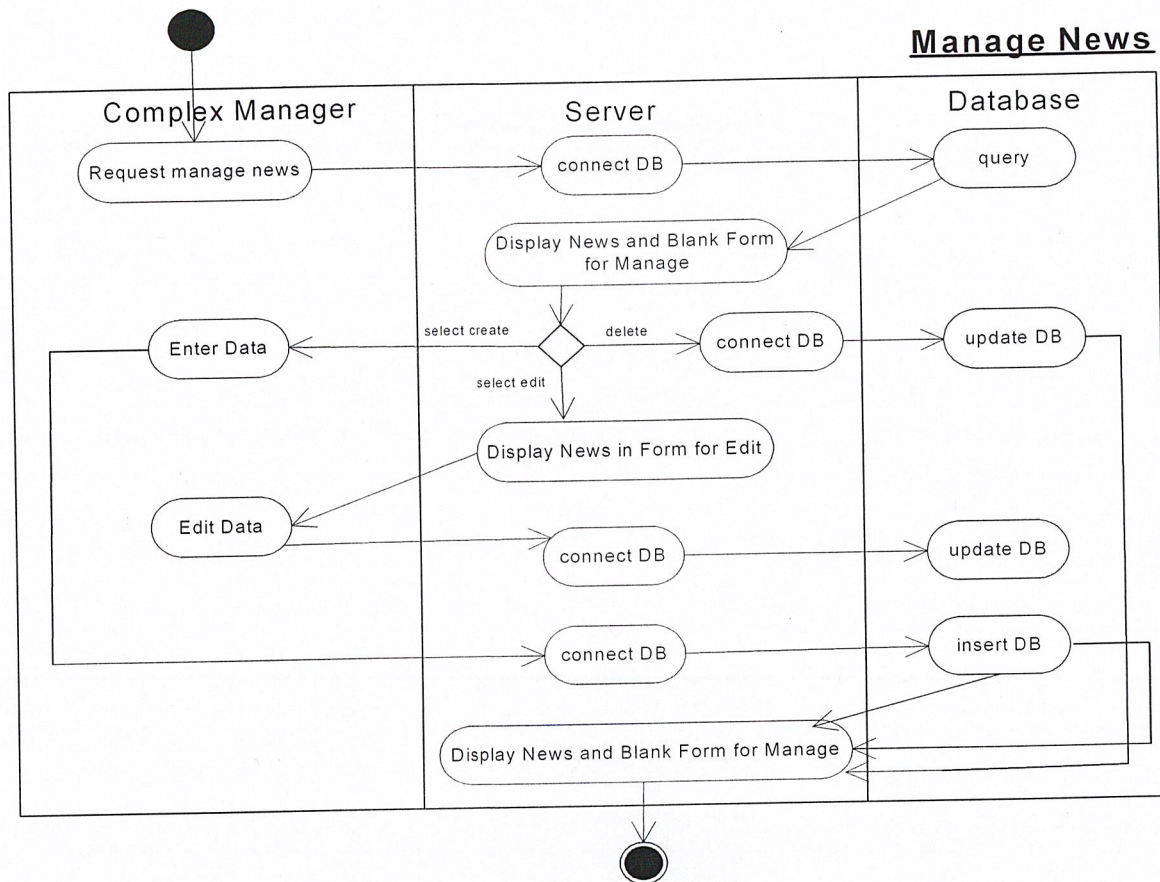 Manage News
Complex Manager
Server
Database
Request manage news
connect DB
query
Display News and Blank Form
for Manage
select create
delete
Enter Data
connect DB
update DB
select edit
Display News in Form for Edit
Edit Data
connect DB
update DB
connect DB
insert DB
Display News and Blank Form for Manage